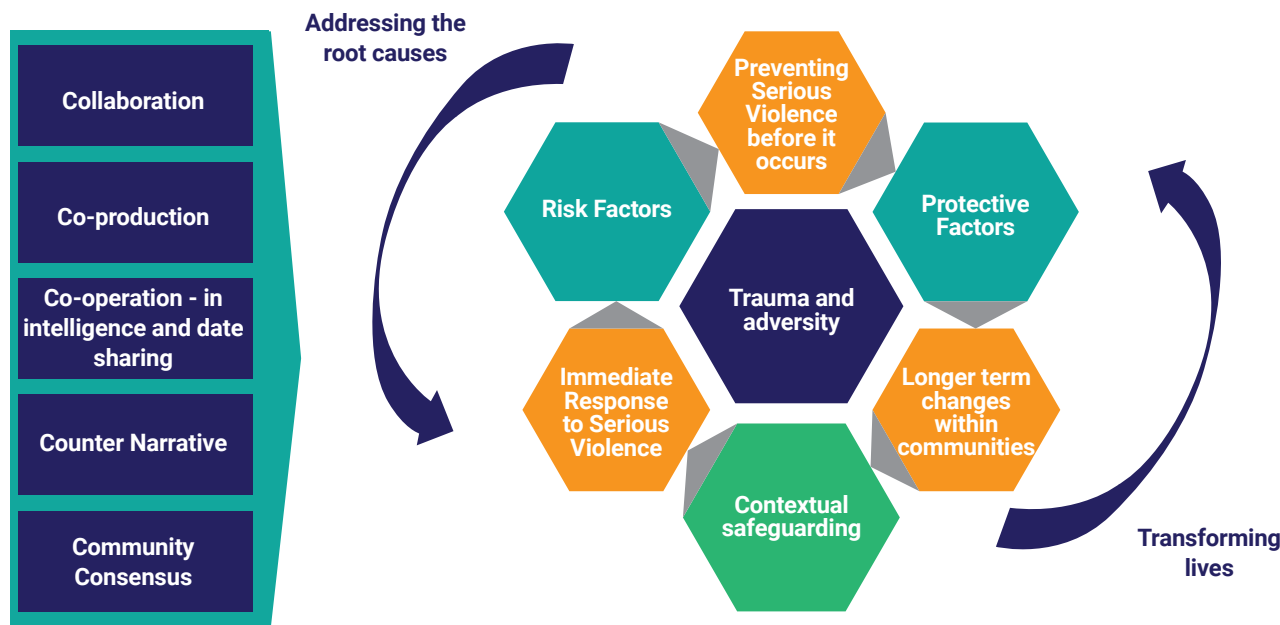 Collaboration
Co-production
Co-operation - in
intelligence and date
sharing
Counter Narrative
Community
Consensus
Addressing the
root causes
Preventing
Serious
Violence
before it
occurs
Risk Factors
Protective
Factors
Trauma and
adversity
Immediate
Response
to Serious
Violence
Longer term
changes
within
communities
Contextual
safeguarding
Transforming
lives